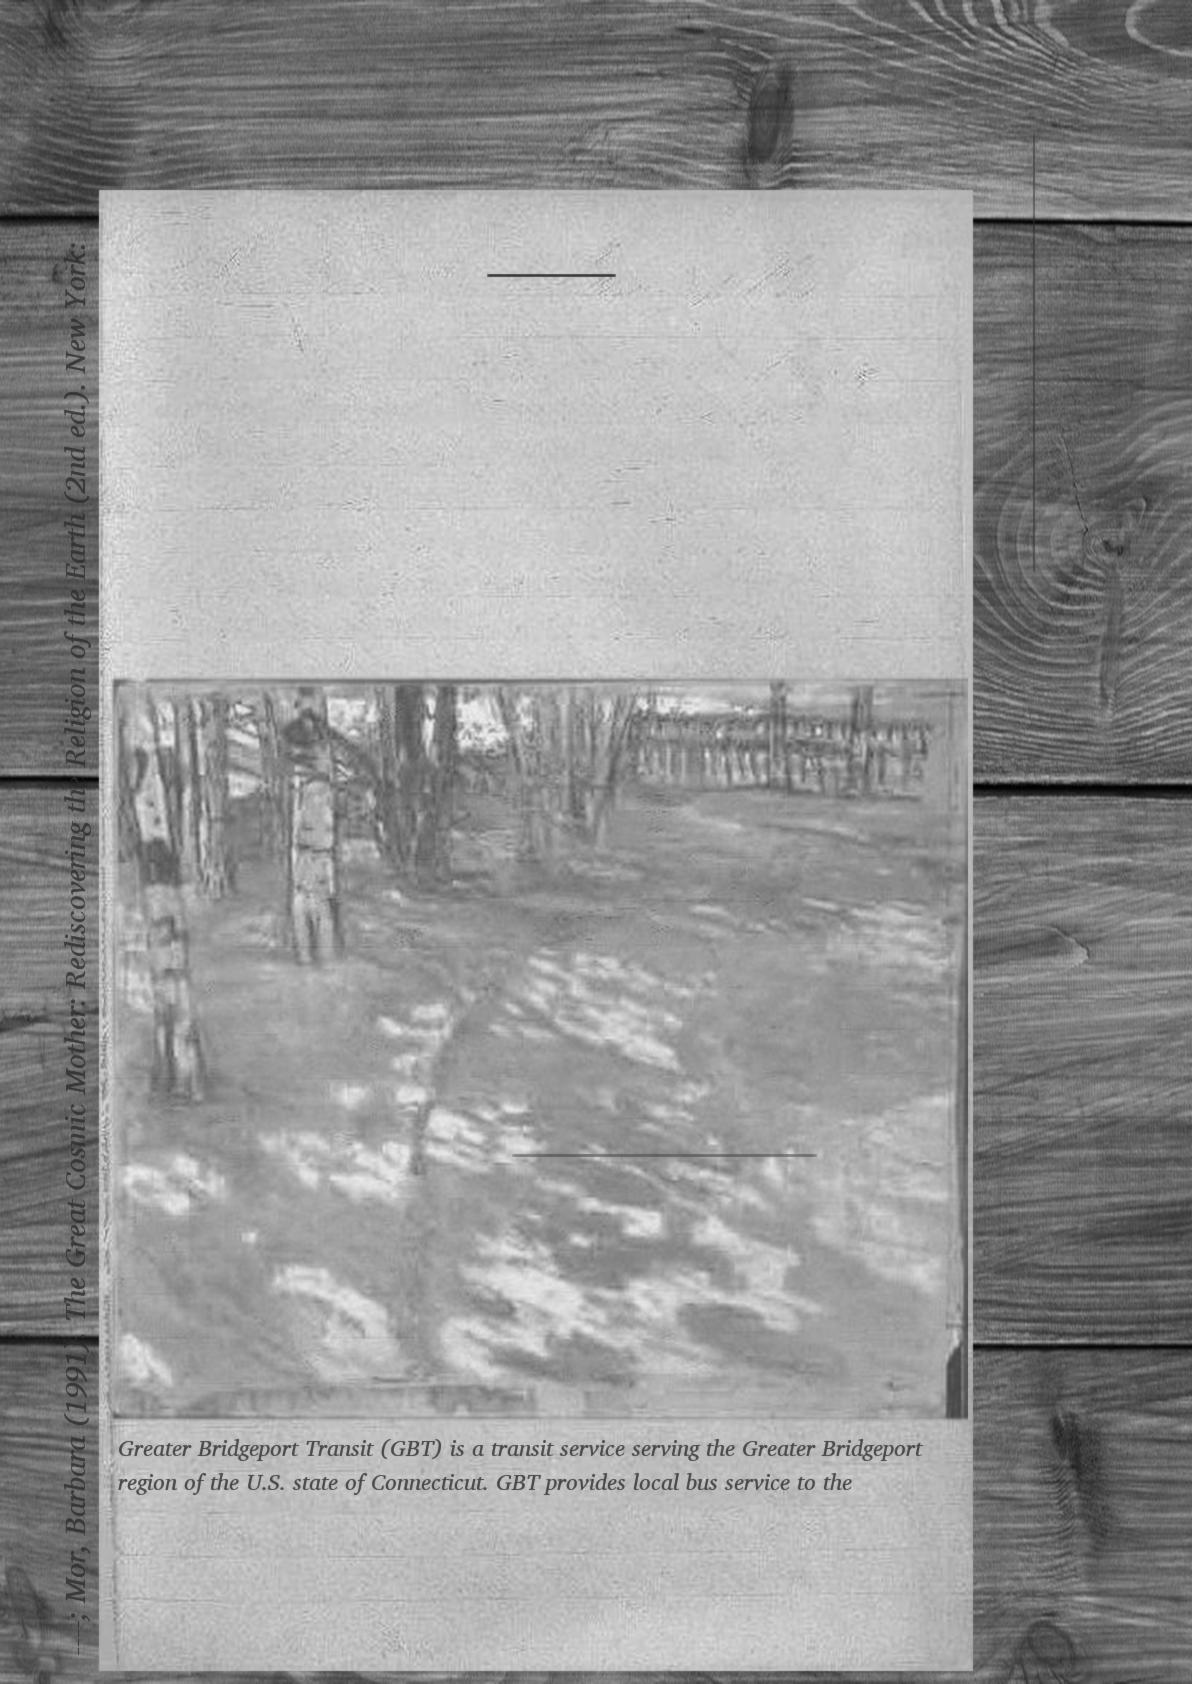 ——; Mor, Barbara (1991). The Great Cosmic Mother: Rediscovering the Religion of the Earth (2nd ed.). New York:
Greater Bridgeport Transit (GBT) is a transit service serving the Greater Bridgeport
region of the U.S. state of Connecticut. GBT provides local bus service to the